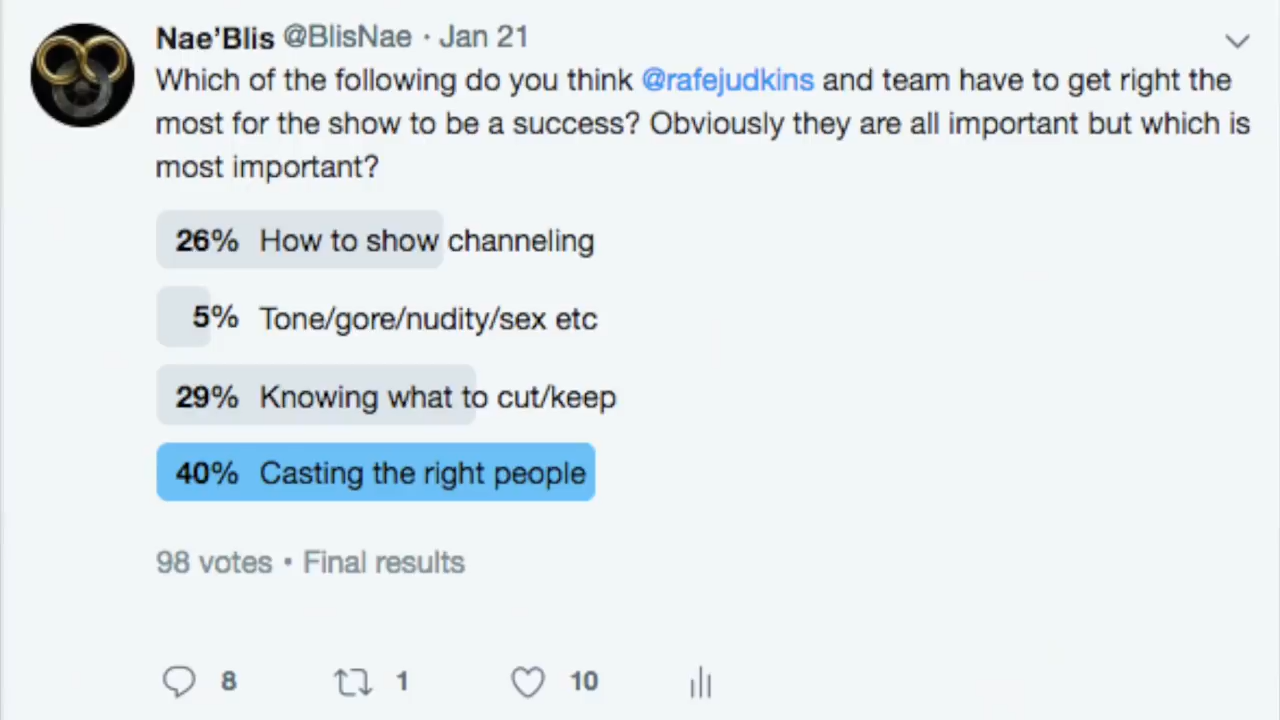 Nae'Blis @BlisNae · Jan 21
Which of the following do you think @rafejudkins and team have to get right the
most for the show to be a success? Obviously they are all important but which is
most important?
26% How to show channeling
5% Tone/gore/nudity/sex etc
29% Knowing what to cut/keep
40% Casting the right people
98 votes • Final results
8 1 10